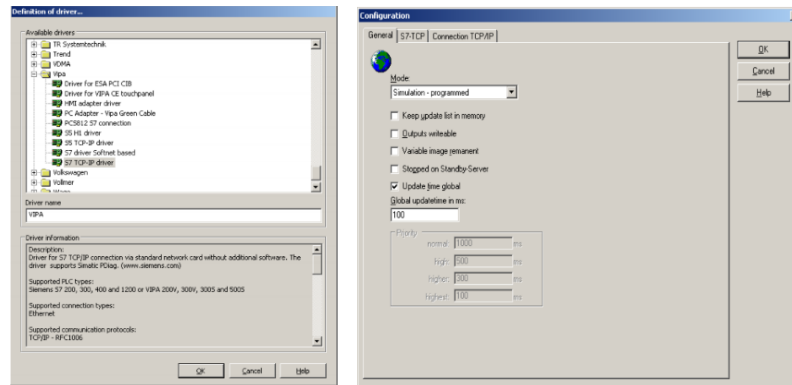 Definition of driver...
Available drivers
TR Systemtechnik
Trend
VDMA
Vipa
Driver for ESA PCI CIB
Driver for VIPA CE touchpanel
HMI adapter driver
PC Adapter - Vipa Green Cable
PC5812 S7 connection
S5 H1 driver
S5 TCP-IP driver
S7 driver Softnet based
S7 TCP-IP driver
Volkswagen
Vollmer
Driver name
VIPA
Driver information
Description:
Driver for S7 TCP/IP connection via standard network card without additional software. The
driver supports Simatic PDiag. (www.siemens.com)
Supported PLC types:
Siemens S7 200, 300, 400 and 1200 or VIPA 200V, 300V, 300S and 500S
Supported connection types:
Ethernet
Supported communication protocols:
TCP/IP - RFC1006
OK Cancel Help
Configuration
General S7-TCP Connection TCP/IP
OK
Cancel
Help
Mode:
Simulation - programmed
Keep update list in memory
Outputs writeable
Variable image remanent
Stopped on Standby-Server
Update time global
Global updatetime in ms:
100
Priority
normal: 1000 ms
high: 500 ms
higher: 300 ms
highest: 100 ms